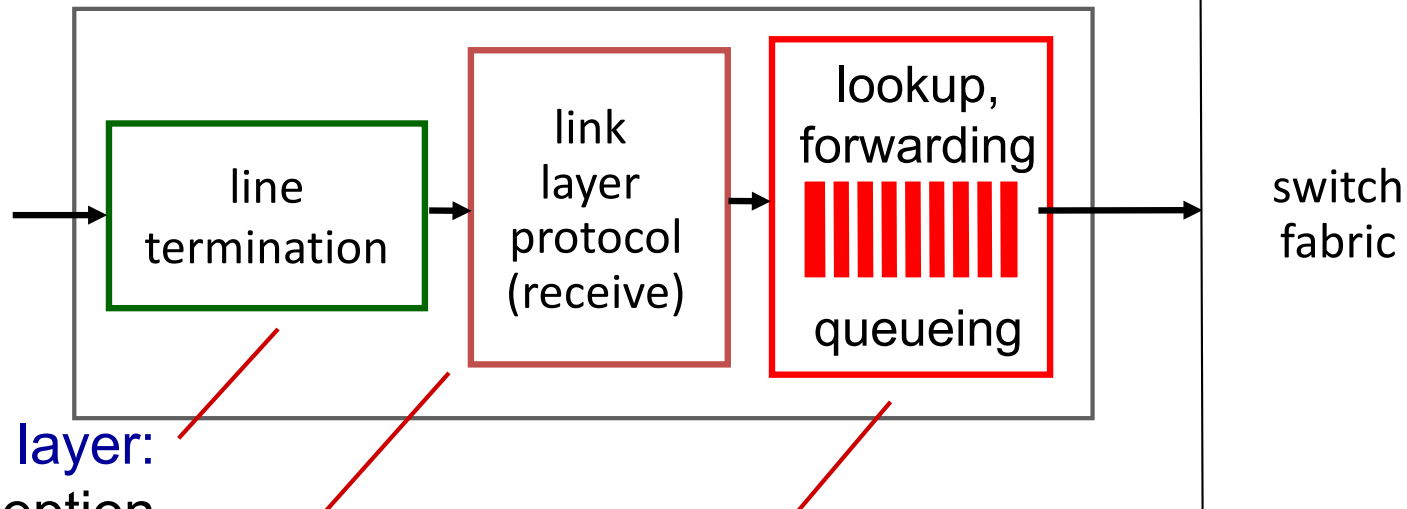 line
termination
link
layer
protocol
(receive)
lookup,
forwarding
queueing
switch
fabric
layer: